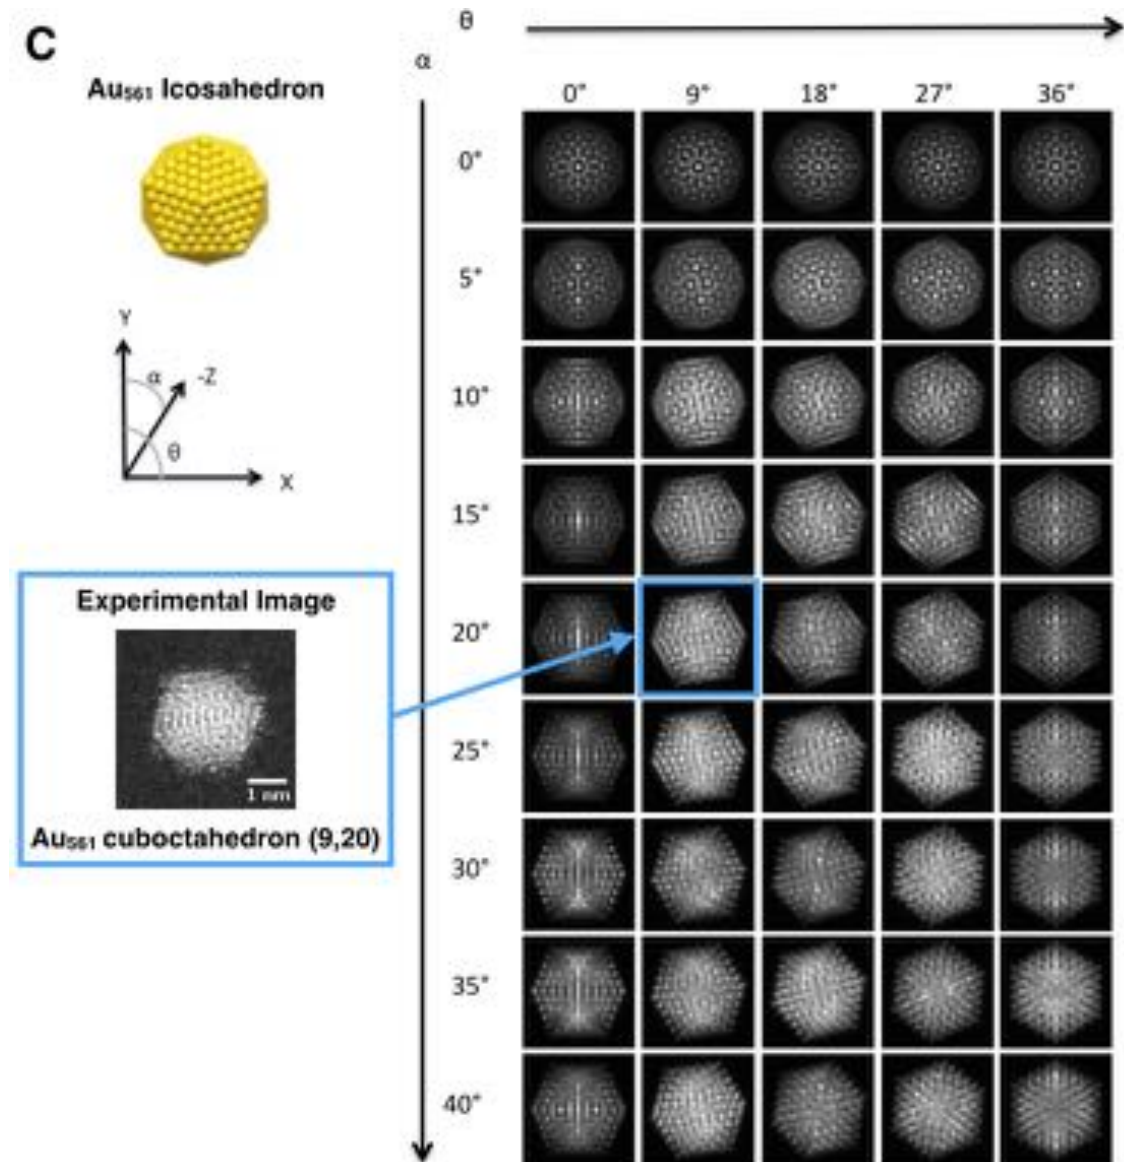 C
θ
α
Au₅₆₁ Icosahedron
0° 9° 18° 27° 36°
0°
5°
10°
15°
20°
25°
30°
35°
40°
Y
α
-Z
θ
X
Experimental Image
1 nm
Au₅₆₁ cuboctahedron (9,20)